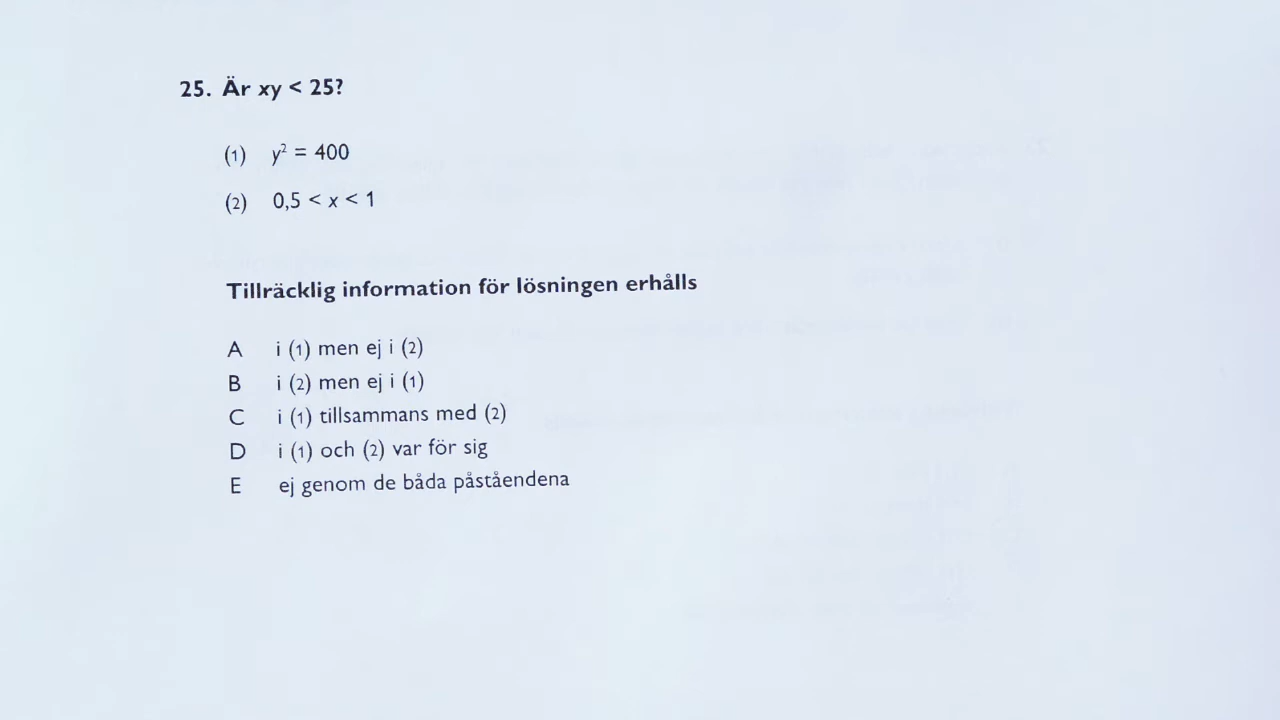 25. Är xy < 25?
(1) y² = 400
(2) 0,5 < x < 1
Tillräcklig information för lösningen erhålls
A i (1) men ej i (2)
B i (2) men ej i (1)
C i (1) tillsammans med (2)
D i (1) och (2) var för sig
E ej genom de båda påståendena